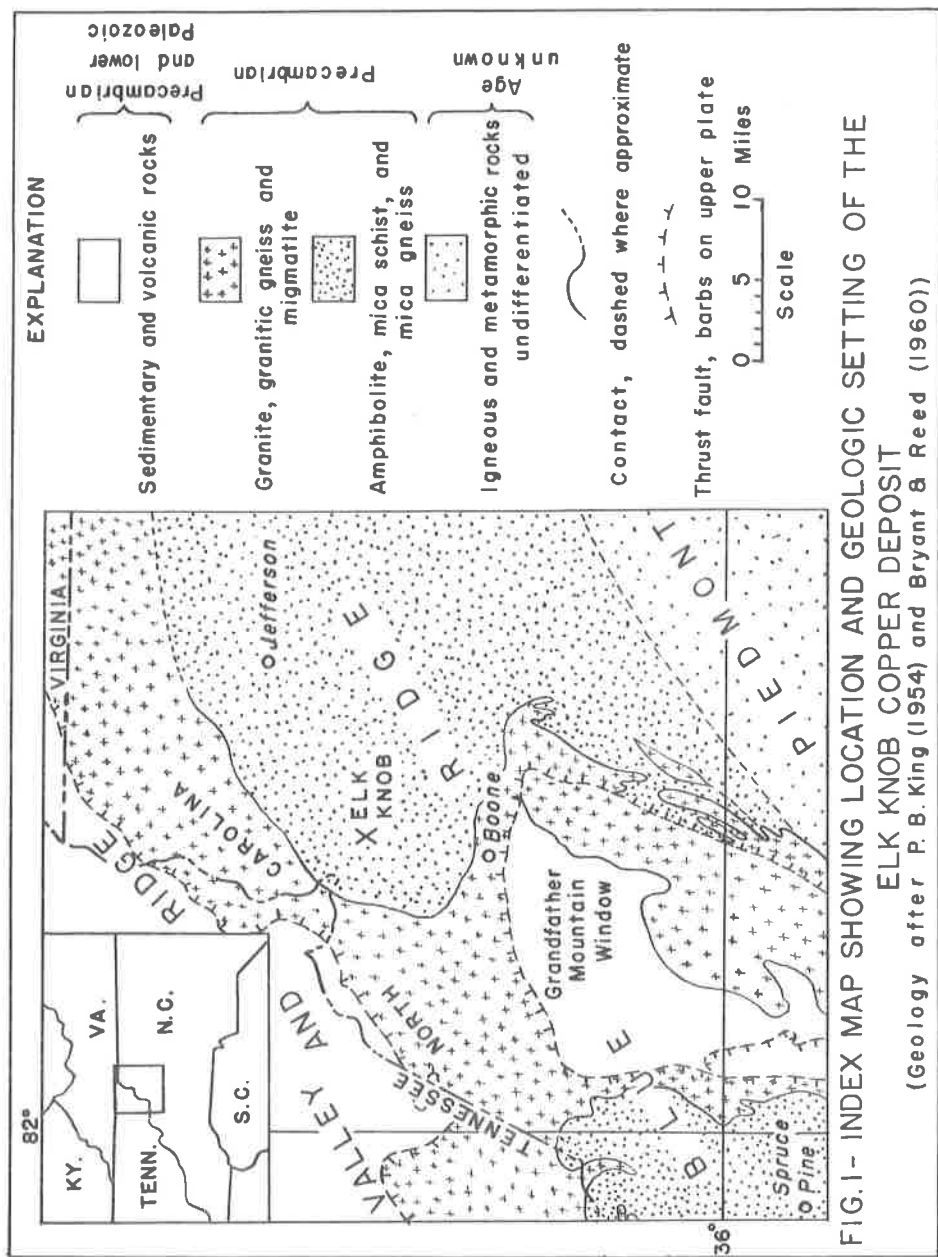 82°
KY.
VA.
TENN.
N.C.
S.C.
VIRGINIA
VALLEY AND RIDGE
TENNESSEE
NORTH CAROLINA
Jefferson
X ELK
KNOB
BLUE RIDGE
Boone
Grandfather
Mountain
Window
Spruce
Pine
36°
PIEDMONT
EXPLANATION
Sedimentary and volcanic rocks
Precambrian
and lower
Paleozoic
Granite, granitic gneiss and
migmatite
Amphibolite, mica schist, and
mica gneiss
Precambrian
Igneous and metamorphic rocks
undifferentiated
Age
unknown
Contact, dashed where approximate
Thrust fault, barbs on upper plate
0 5 10 Miles
Scale
FIG.1- INDEX MAP SHOWING LOCATION AND GEOLOGIC SETTING OF THE
ELK KNOB COPPER DEPOSIT
(Geology after P. B. King (1954) and Bryant & Reed (1960))